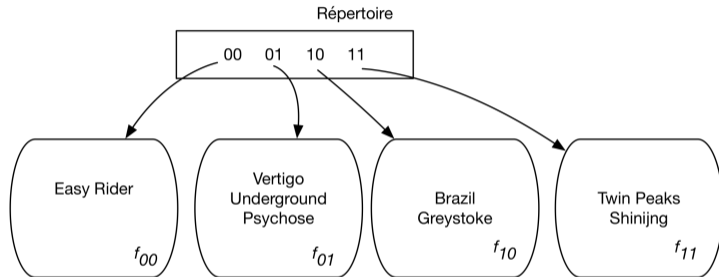 Répertoire
00 01 10 11
Easy Rider
f00
Vertigo
Underground
Psychose
f01
Brazil
Greystoke
f10
Twin Peaks
Shinijng
f11